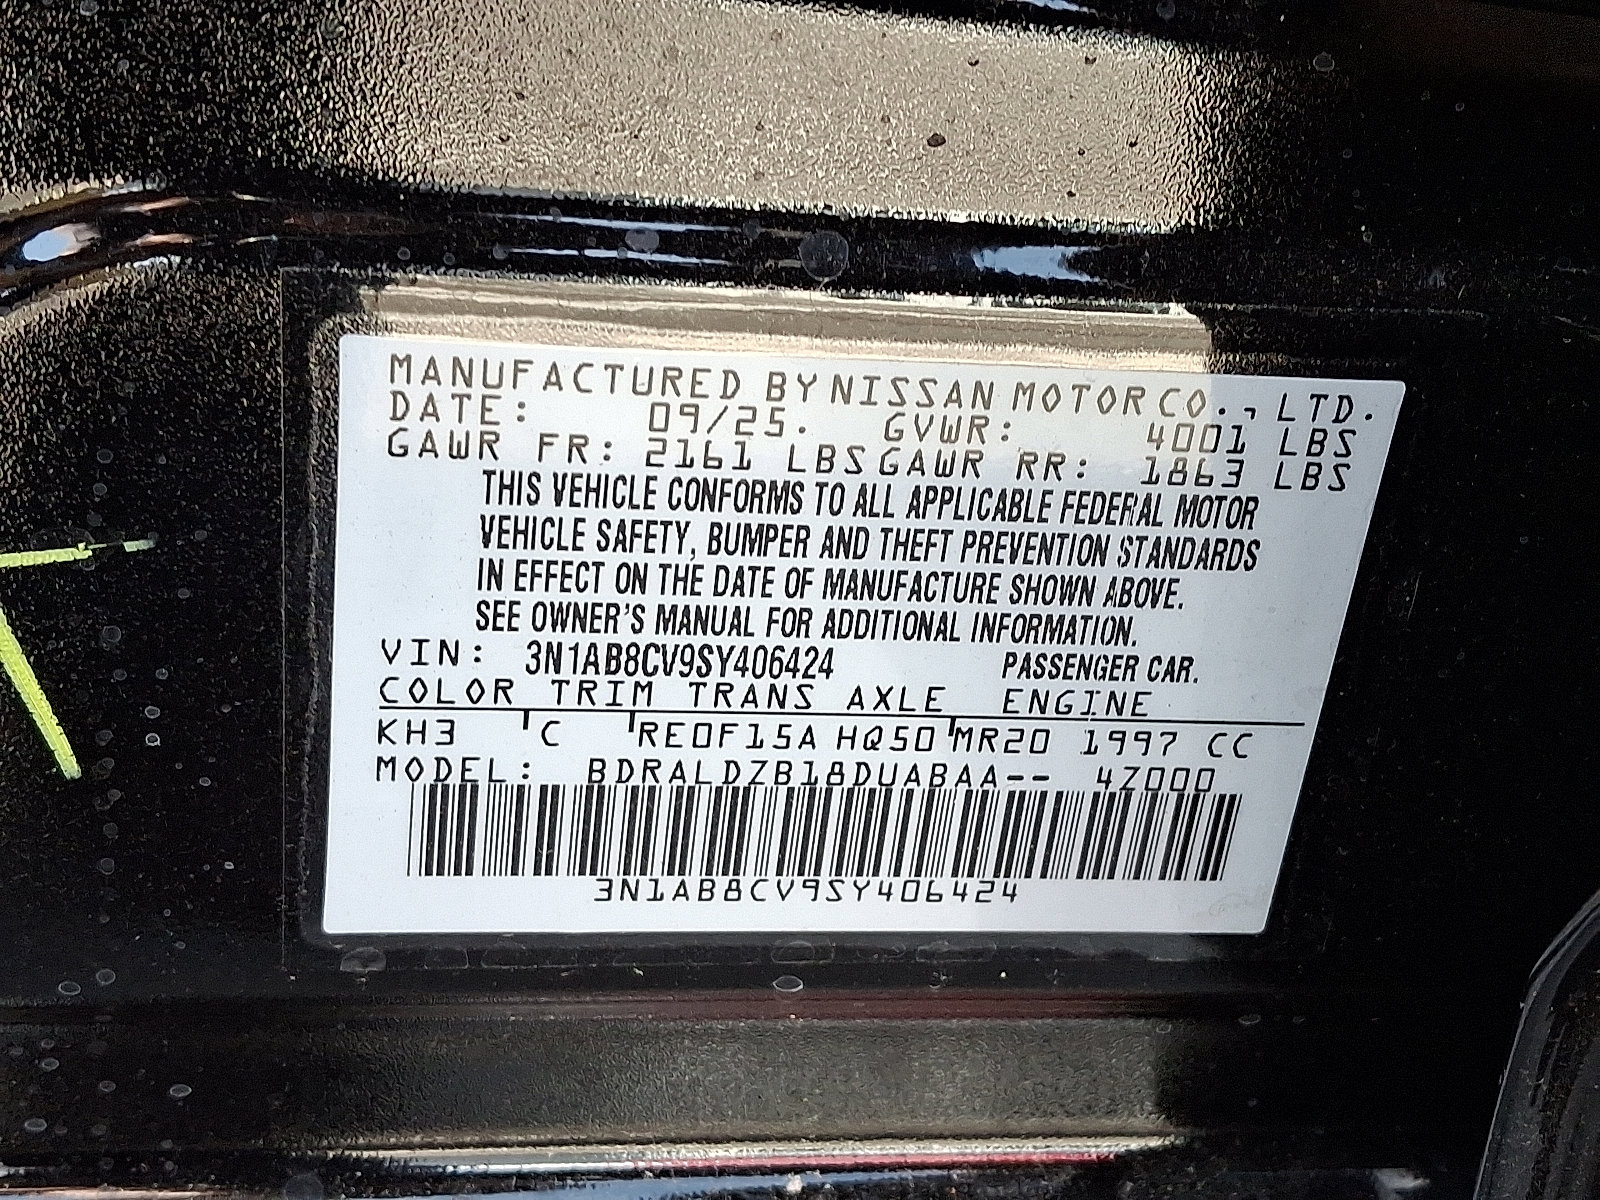 MANUFACTURED BY NISSAN MOTOR CO., LTD.
DATE: 09/25. GVWR: 4001 LBS
GAWR FR: 2161 LBS GAWR RR: 1863 LBS
THIS VEHICLE CONFORMS TO ALL APPLICABLE FEDERAL MOTOR
VEHICLE SAFETY, BUMPER AND THEFT PREVENTION STANDARDS
IN EFFECT ON THE DATE OF MANUFACTURE SHOWN ABOVE.
SEE OWNER'S MANUAL FOR ADDITIONAL INFORMATION.
VIN: 3N1AB8CV9SY406424 PASSENGER CAR.
COLOR TRIM TRANS AXLE ENGINE
KH3 C RE0F15A HQ50 MR20 1997 CC
MODEL: BDRALDZB18DUABAA-- 4Z000
3N1AB8CV9SY406424